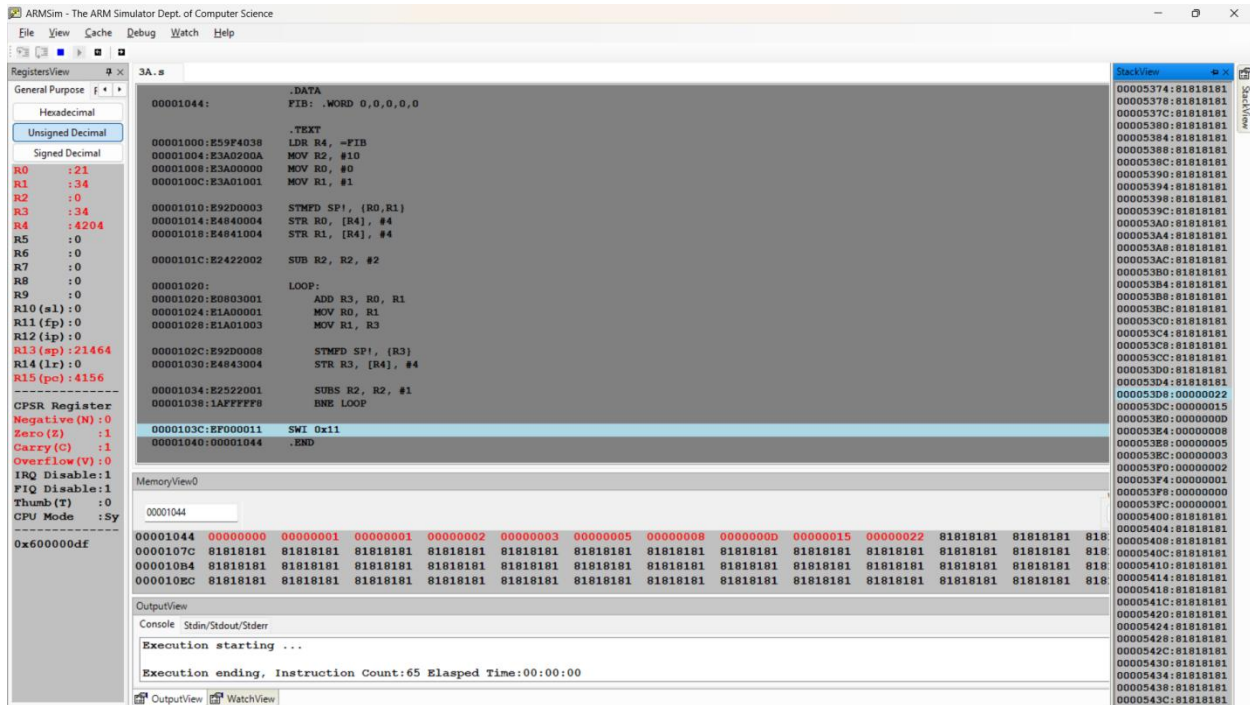 ARMSim - The ARM Simulator Dept. of Computer Science
File View Cache Debug Watch Help
RegistersView
General Purpose
Hexadecimal
Unsigned Decimal
Signed Decimal
R0 :21
R1 :34
R2 :0
R3 :34
R4 :4204
R5 :0
R6 :0
R7 :0
R8 :0
R9 :0
R10(sl):0
R11(fp):0
R12(ip):0
R13(sp):21464
R14(lr):0
R15(pc):4156
CPSR Register
Negative(N):0
Zero(Z) :1
Carry(C) :1
Overflow(V):0
IRQ Disable:1
FIQ Disable:1
Thumb(T) :0
CPU Mode :Sy
0x600000df
3A.s
.DATA
00001044: FIB: .WORD 0,0,0,0,0
.TEXT
00001000:E59F4038 LDR R4, =FIB
00001004:E3A0200A MOV R2, #10
00001008:E3A00000 MOV R0, #0
0000100C:E3A01001 MOV R1, #1
00001010:E92D0003 STMFD SP!, {R0,R1}
00001014:E4840004 STR R0, [R4], #4
00001018:E4841004 STR R1, [R4], #4
0000101C:E2422002 SUB R2, R2, #2
00001020: LOOP:
00001020:E0803001 ADD R3, R0, R1
00001024:E1A00001 MOV R0, R1
00001028:E1A01003 MOV R1, R3
0000102C:E92D0008 STMFD SP!, {R3}
00001030:E4843004 STR R3, [R4], #4
00001034:E2522001 SUBS R2, R2, #1
00001038:1AFFFFF8 BNE LOOP
0000103C:EF000011 SWI 0x11
00001040:00001044 .END
MemoryView0
00001044
00001044 00000000 00000001 00000001 00000002 00000003 00000005 00000008 0000000D 00000015 00000022 81818181 81818181 818
0000107C 81818181 81818181 81818181 81818181 81818181 81818181 81818181 81818181 81818181 81818181 81818181 81818181 818
000010B4 81818181 81818181 81818181 81818181 81818181 81818181 81818181 81818181 81818181 81818181 81818181 81818181 818
000010EC 81818181 81818181 81818181 81818181 81818181 81818181 81818181 81818181 81818181 81818181 81818181 81818181 818
OutputView
Console Stdin/Stdout/Stderr
Execution starting ...
Execution ending, Instruction Count:65 Elasped Time:00:00:00
OutputView WatchView
StackView
00005374:81818181
00005378:81818181
0000537C:81818181
00005380:81818181
00005384:81818181
00005388:81818181
0000538C:81818181
00005390:81818181
00005394:81818181
00005398:81818181
0000539C:81818181
000053A0:81818181
000053A4:81818181
000053A8:81818181
000053AC:81818181
000053B0:81818181
000053B4:81818181
000053B8:81818181
000053BC:81818181
000053C0:81818181
000053C4:81818181
000053C8:81818181
000053CC:81818181
000053D0:81818181
000053D4:81818181
000053D8:00000022
000053DC:00000015
000053E0:0000000D
000053E4:00000008
000053E8:00000005
000053EC:00000003
000053F0:00000002
000053F4:00000001
000053F8:00000000
000053FC:00000001
00005400:81818181
00005404:81818181
00005408:81818181
0000540C:81818181
00005410:81818181
00005414:81818181
00005418:81818181
0000541C:81818181
00005420:81818181
00005424:81818181
00005428:81818181
0000542C:81818181
00005430:81818181
00005434:81818181
00005438:81818181
0000543C:81818181
StackView